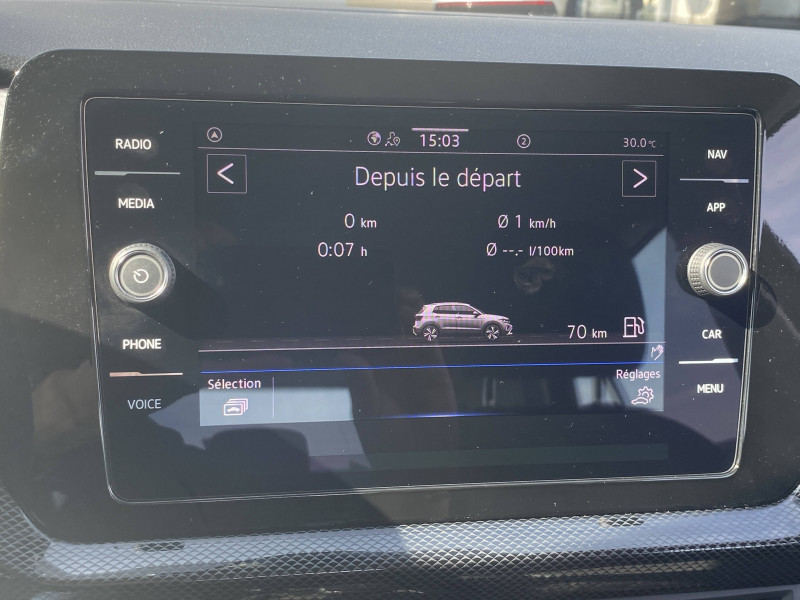 RADIO
MEDIA
PHONE
VOICE
15:03
2
30.0 °C
<
Depuis le départ
>
0 km
Ø 1 km/h
0:07 h
Ø --.- l/100km
70 km
Sélection
Réglages
NAV
APP
CAR
MENU